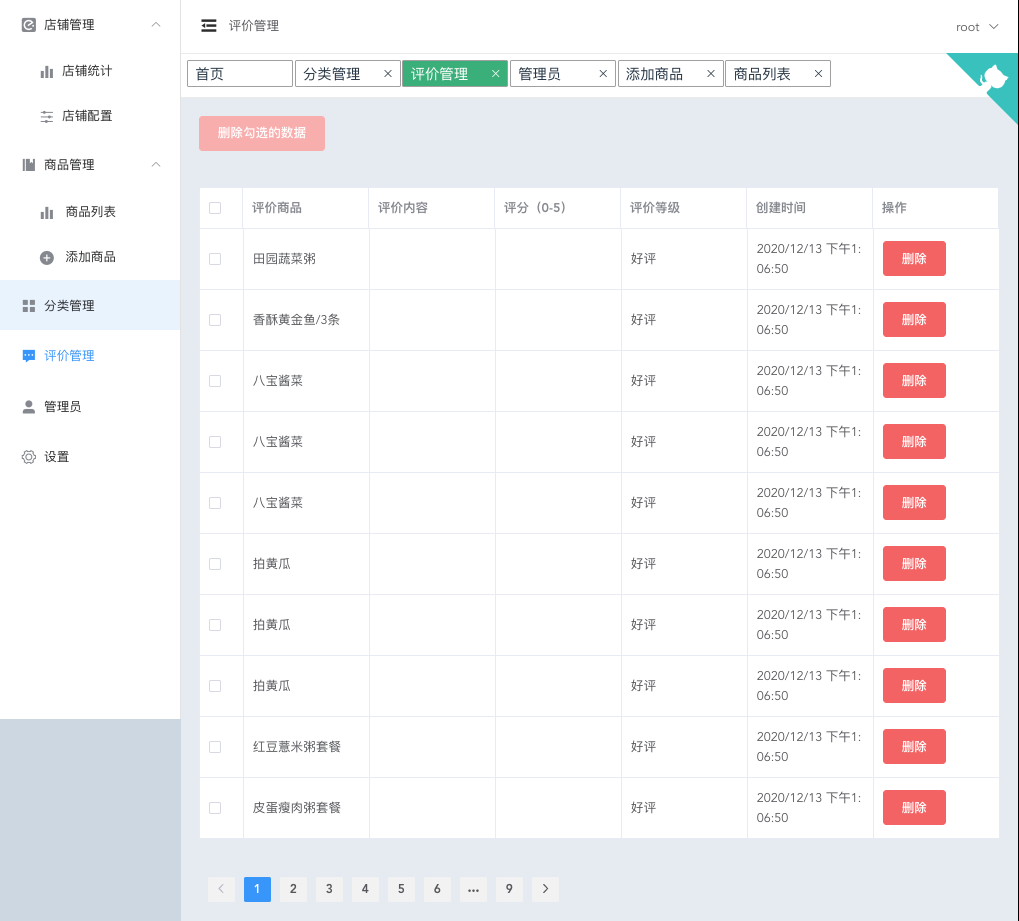 店铺管理
店铺统计
店铺配置
商品管理
商品列表
添加商品
分类管理
评价管理
管理员
设置
评价管理
root
首页
分类管理 ×
评价管理 ×
管理员 ×
添加商品 ×
商品列表 ×
删除勾选的数据
评价商品 评价内容 评分（0-5） 评价等级 创建时间 操作
田园蔬菜粥 好评 2020/12/13 下午1: 删除
06:50
香酥黄金鱼/3条 好评 2020/12/13 下午1: 删除
06:50
八宝酱菜 好评 2020/12/13 下午1: 删除
06:50
八宝酱菜 好评 2020/12/13 下午1: 删除
06:50
八宝酱菜 好评 2020/12/13 下午1: 删除
06:50
拍黄瓜 好评 2020/12/13 下午1: 删除
06:50
拍黄瓜 好评 2020/12/13 下午1: 删除
06:50
拍黄瓜 好评 2020/12/13 下午1: 删除
06:50
红豆薏米粥套餐 好评 2020/12/13 下午1: 删除
06:50
皮蛋瘦肉粥套餐 好评 2020/12/13 下午1: 删除
06:50
1 2 3 4 5 6 ... 9